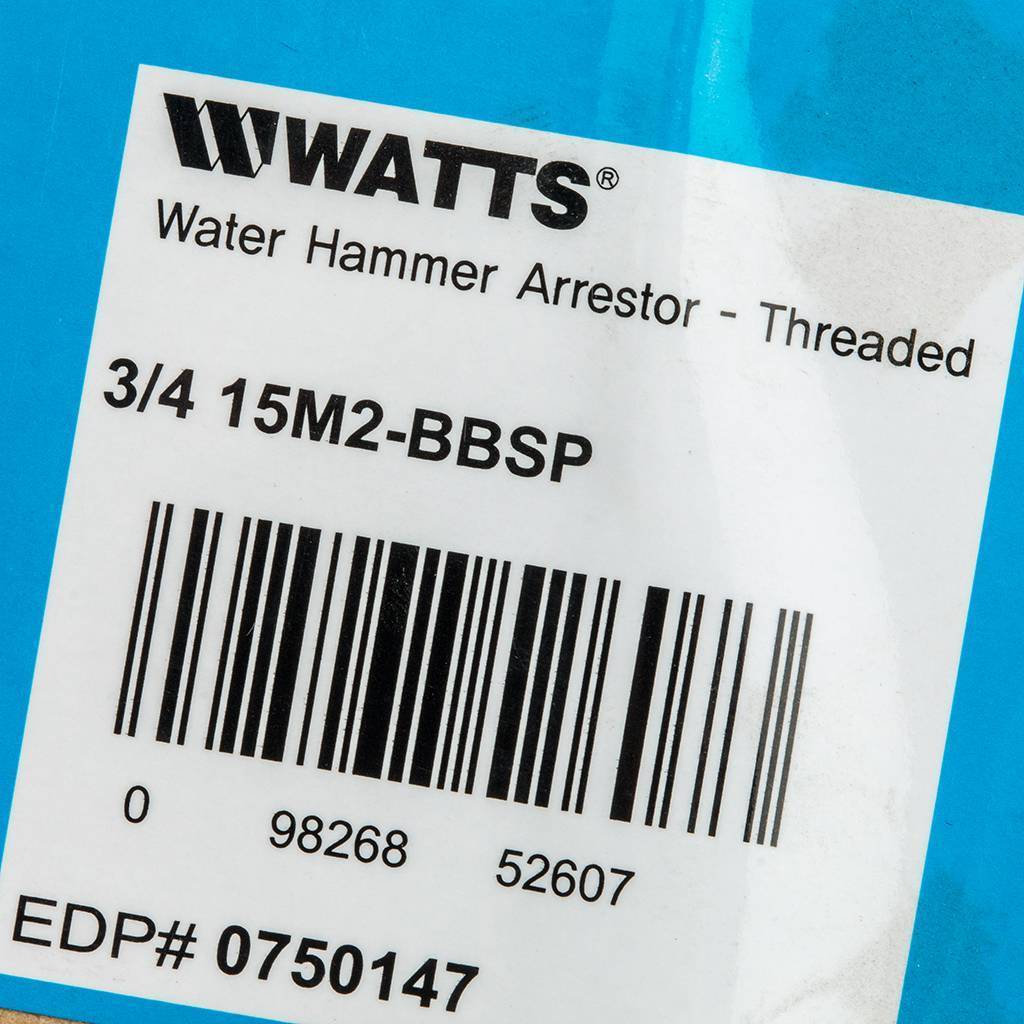 WATTS®
Water Hammer Arrestor - Threaded
3/4 15M2-BBSP
0 98268 52607
EDP# 0750147